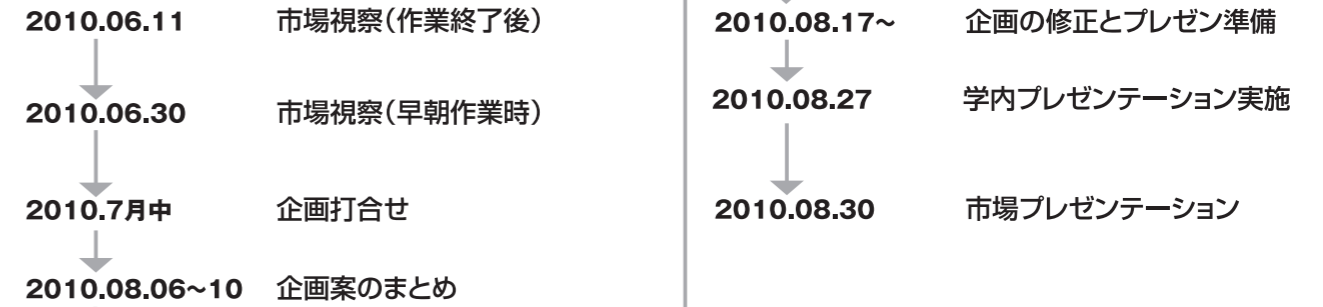 2010.06.11 市場視察（作業終了後）
2010.06.30 市場視察（早朝作業時）
2010.7月中 企画打合せ
2010.08.06~10 企画案のまとめ
2010.08.17~ 企画の修正とプレゼン準備
2010.08.27 学内プレゼンテーション実施
2010.08.30 市場プレゼンテーション